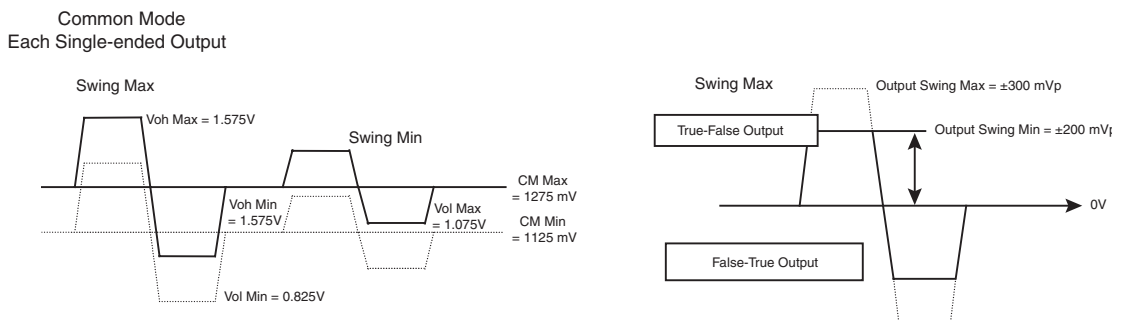 Common Mode
Each Single-ended Output
Swing Max
Voh Max = 1.575V
Swing Min
CM Max
= 1275 mV
Voh Min
= 1.575V
Vol Max
= 1.075V
CM Min
= 1125 mV
Vol Min = 0.825V
Swing Max
Output Swing Max = ±300 mVp
True-False Output
Output Swing Min = ±200 mVp
0V
False-True Output